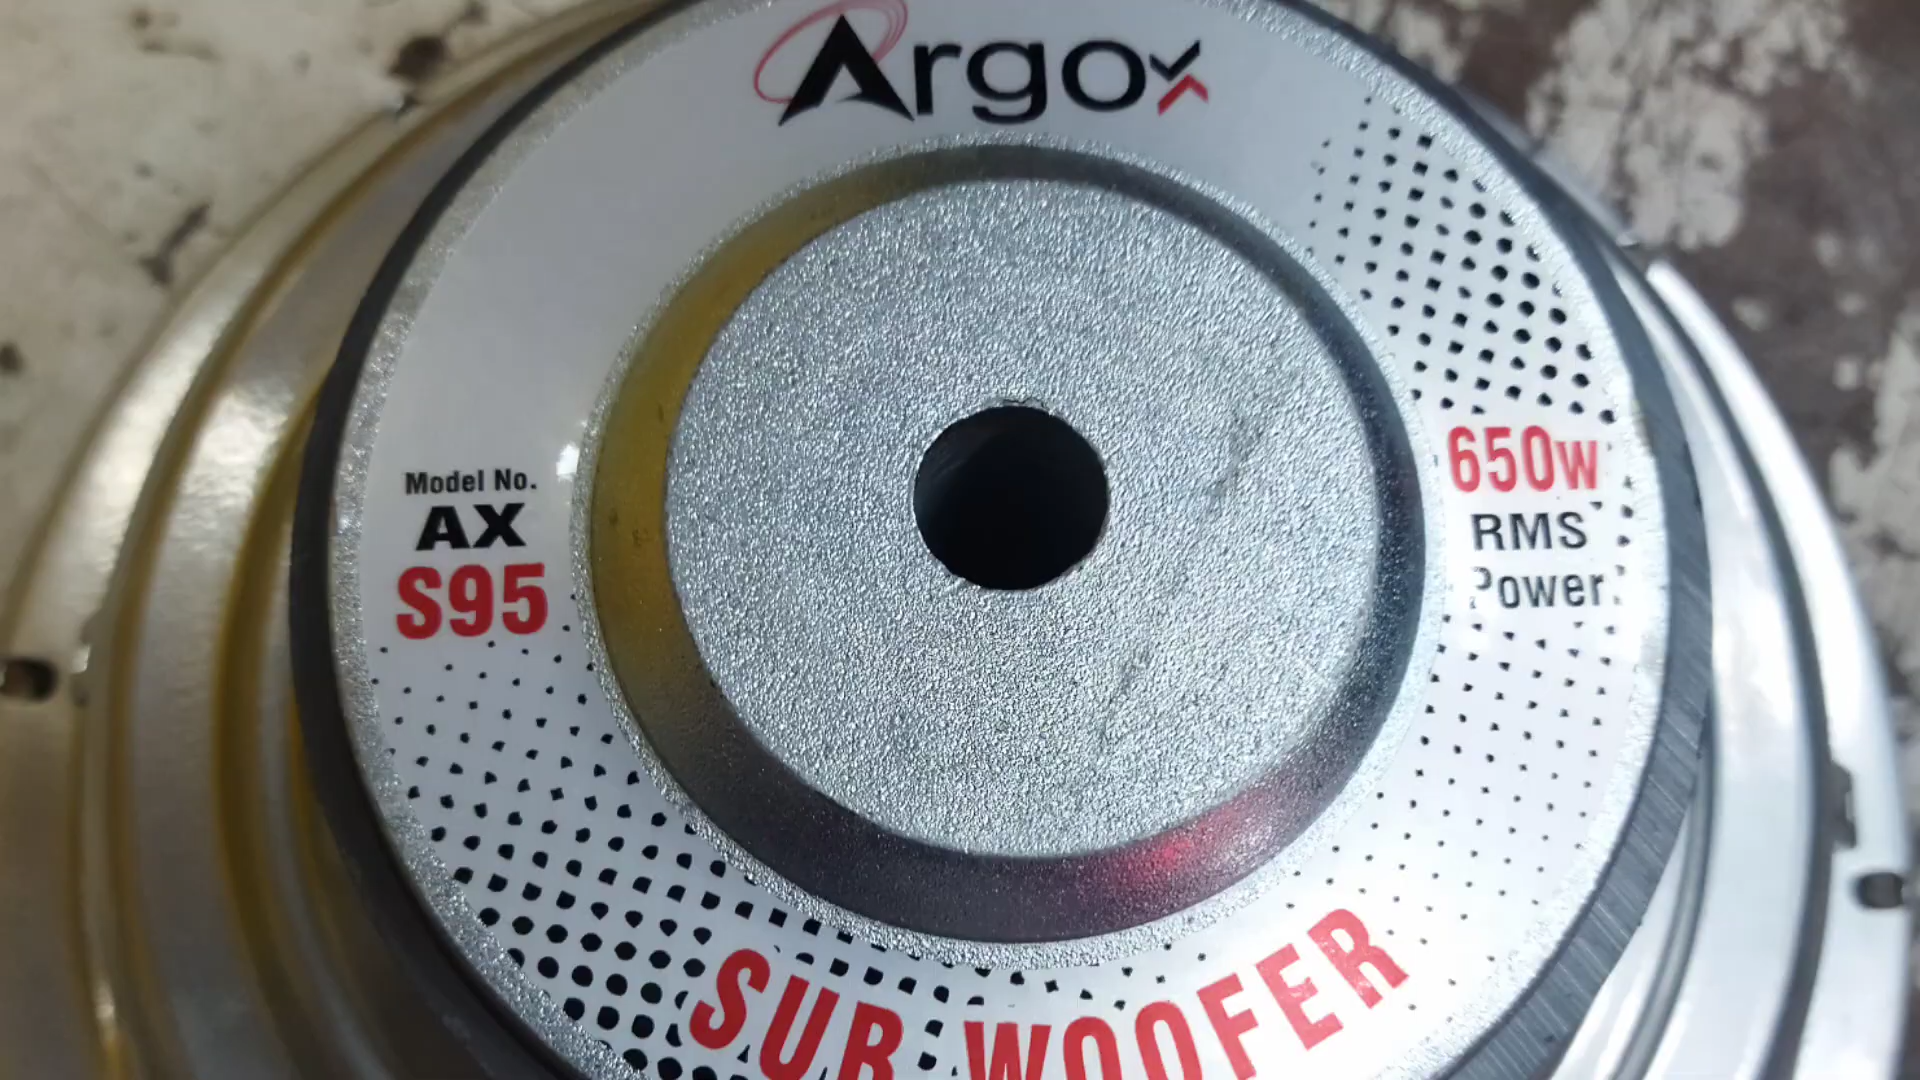 Argox
Model No.
AX
S95
650w
RMS
Power
SUB WOOFER